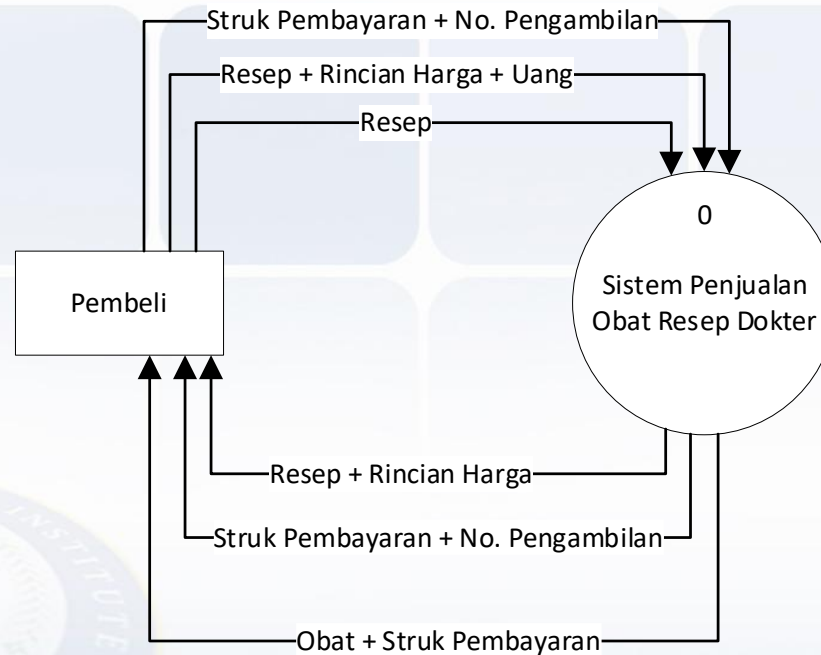 Struk Pembayaran + No. Pengambilan
Resep + Rincian Harga + Uang
Resep
0
Sistem Penjualan
Obat Resep Dokter
Pembeli
Resep + Rincian Harga
Struk Pembayaran + No. Pengambilan
Obat + Struk Pembayaran
INSTITUTE